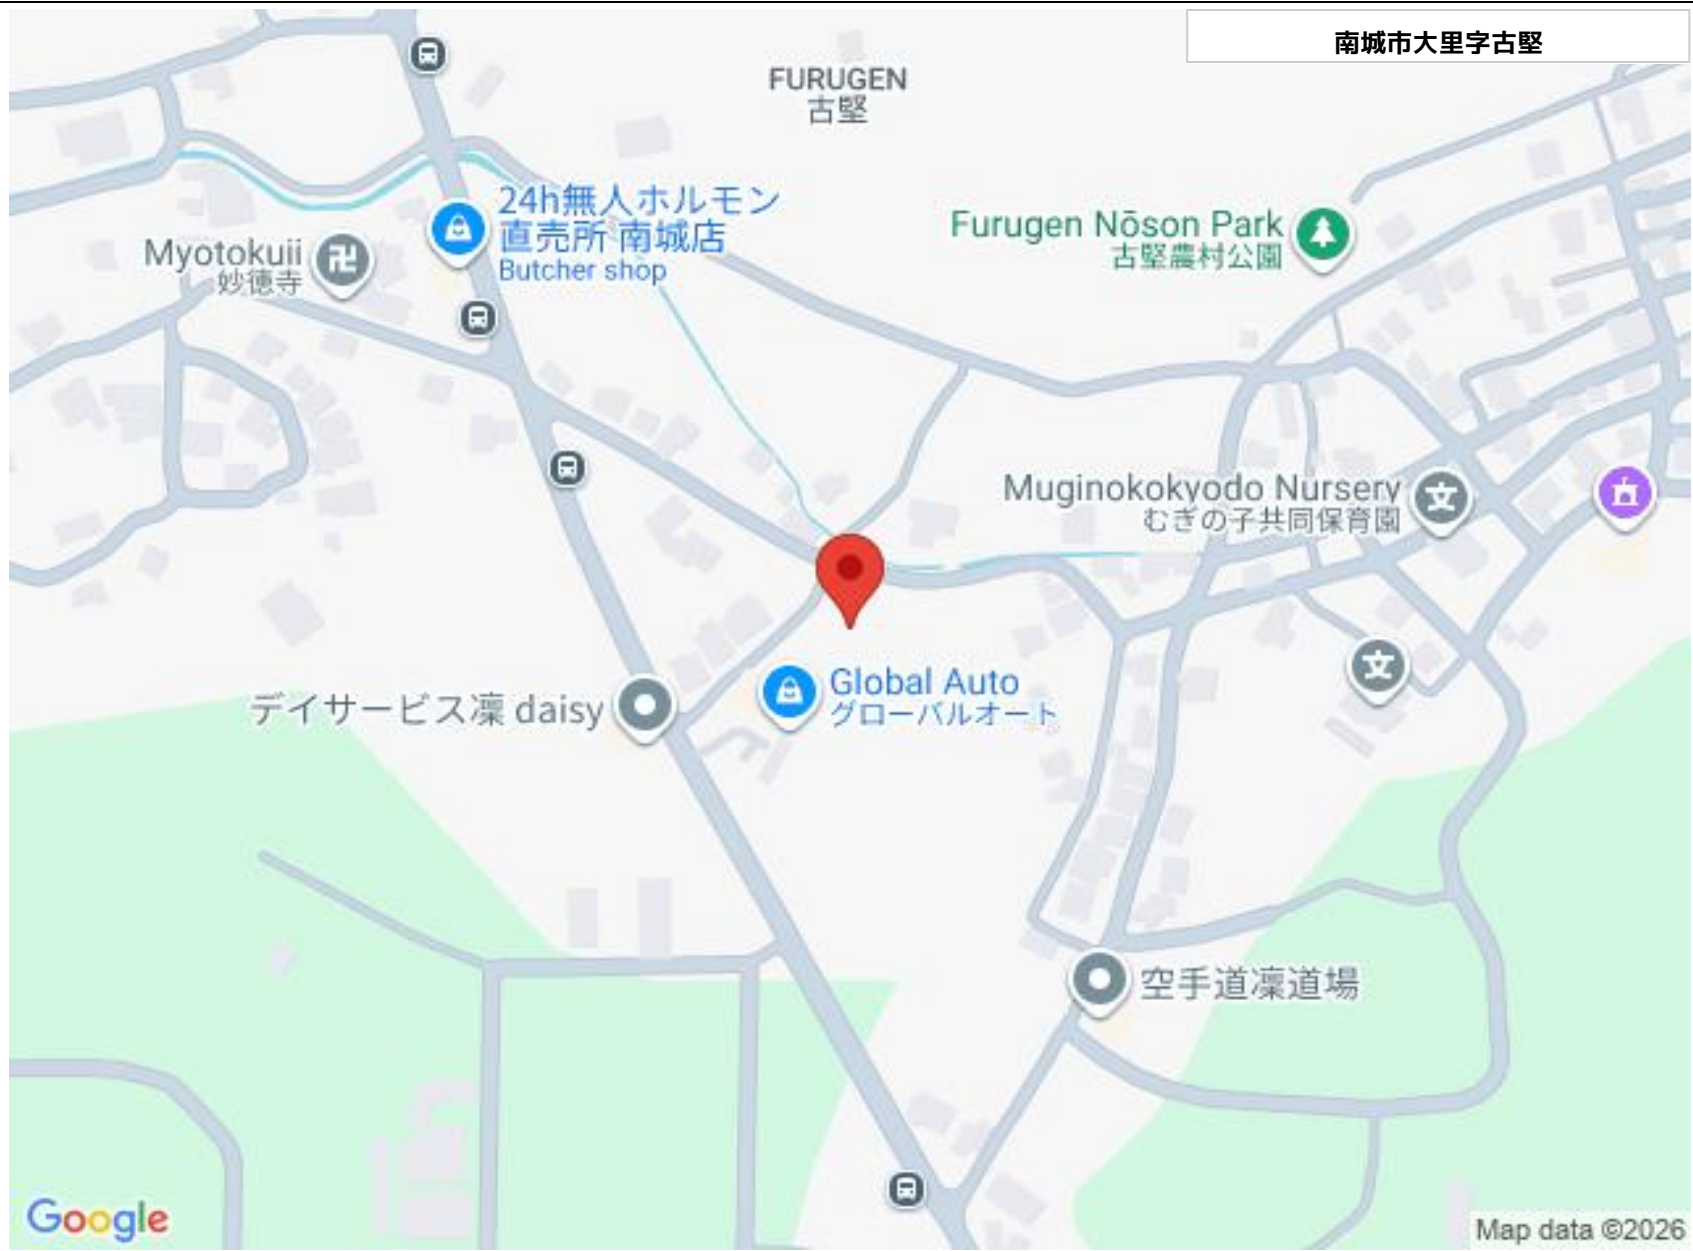 南城市大里字古堅
FURUGEN
古堅
24h無人ホルモン
直売所 南城店
Butcher shop
Furugen Nōson Park
古堅農村公園
Myotokuji
妙徳寺
卍
Muginokokyodo Nursery
むぎの子共同保育園
文
文
デイサービス凜 daisy
Global Auto
グローバルオート
空手道凜道場
Google
Map data ©2026